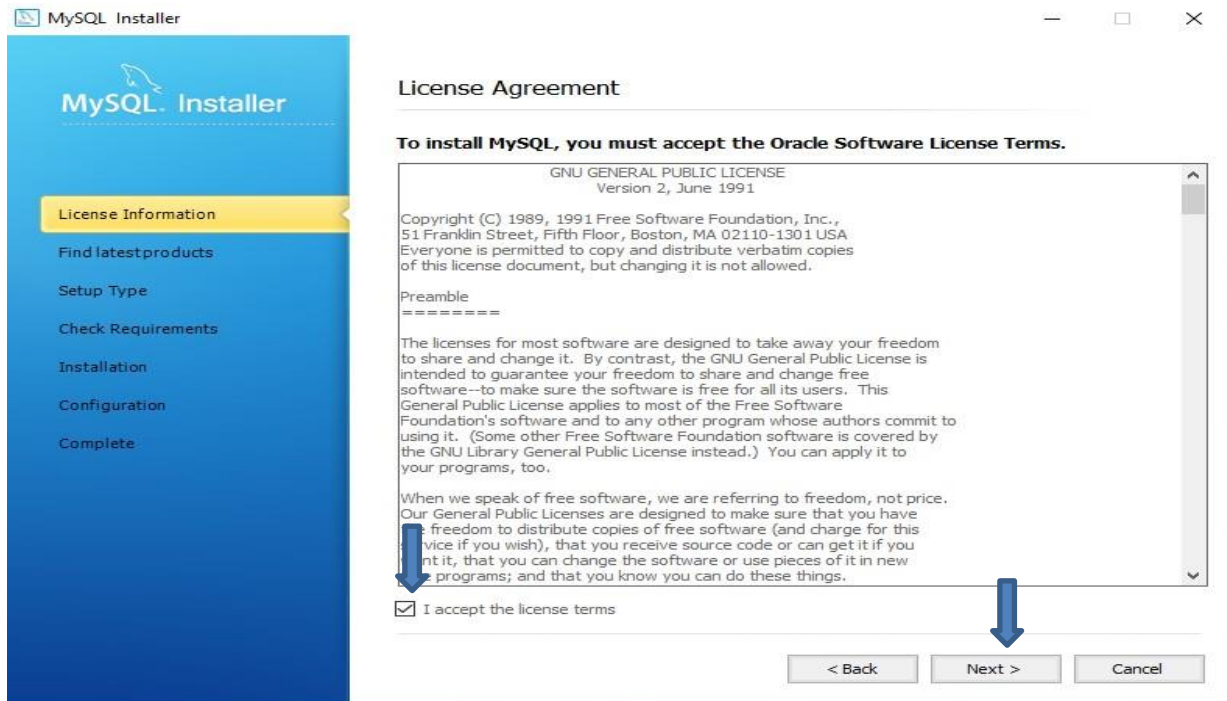 MySQL Installer
MySQL. Installer
License Information
Find latest products
Setup Type
Check Requirements
Installation
Configuration
Complete
License Agreement
To install MySQL, you must accept the Oracle Software License Terms.
GNU GENERAL PUBLIC LICENSE
Version 2, June 1991
Copyright (C) 1989, 1991 Free Software Foundation, Inc.,
51 Franklin Street, Fifth Floor, Boston, MA 02110-1301 USA
Everyone is permitted to copy and distribute verbatim copies
of this license document, but changing it is not allowed.
Preamble
========
The licenses for most software are designed to take away your freedom
to share and change it. By contrast, the GNU General Public License is
intended to guarantee your freedom to share and change free
software--to make sure the software is free for all its users. This
General Public License applies to most of the Free Software
Foundation's software and to any other program whose authors commit to
using it. (Some other Free Software Foundation software is covered by
the GNU Library General Public License instead.) You can apply it to
your programs, too.
When we speak of free software, we are referring to freedom, not price.
Our General Public Licenses are designed to make sure that you have
freedom to distribute copies of free software (and charge for this
if you wish), that you receive source code or can get it if you
it, that you can change the software or use pieces of it in new
programs; and that you know you can do these things.
I accept the license terms
< Back
Next >
Cancel